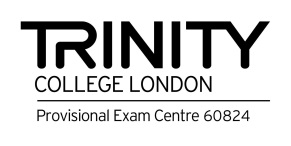 TRINITY
COLLEGE LONDON
Provisional Exam Centre 60824